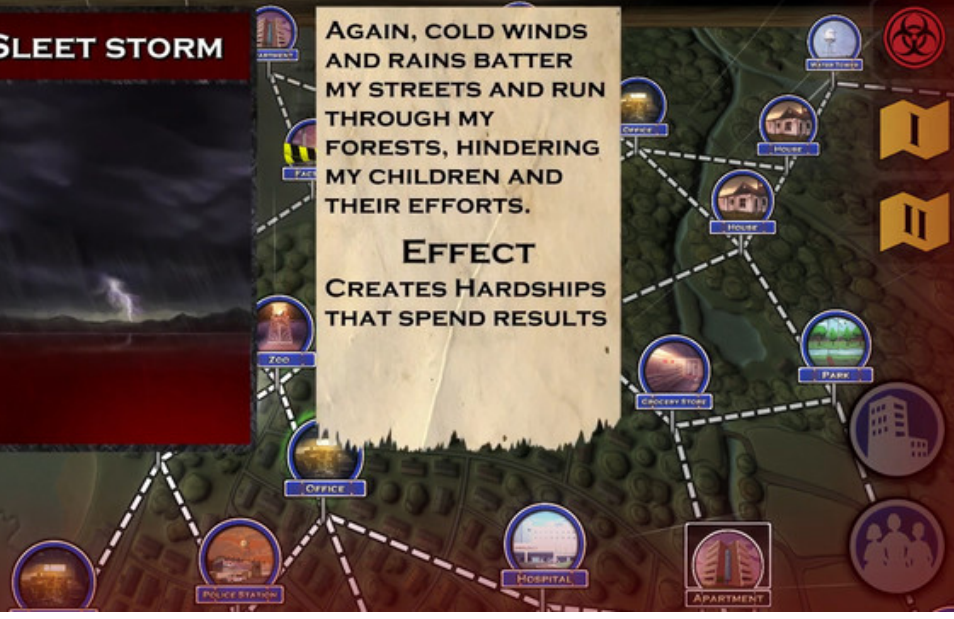 SLEET STORM
AGAIN, COLD WINDS
AND RAINS BATTER
MY STREETS AND RUN
THROUGH MY
FORESTS, HINDERING
MY CHILDREN AND
THEIR EFFORTS.
EFFECT
CREATES HARDSHIPS
THAT SPEND RESULTS
WATER TOWER
OFFICE
HOUSE
HOUSE
I
II
ZOO
PARK
GROCERY STORE
OFFICE
POLICE STATION
HOSPITAL
APARTMENT